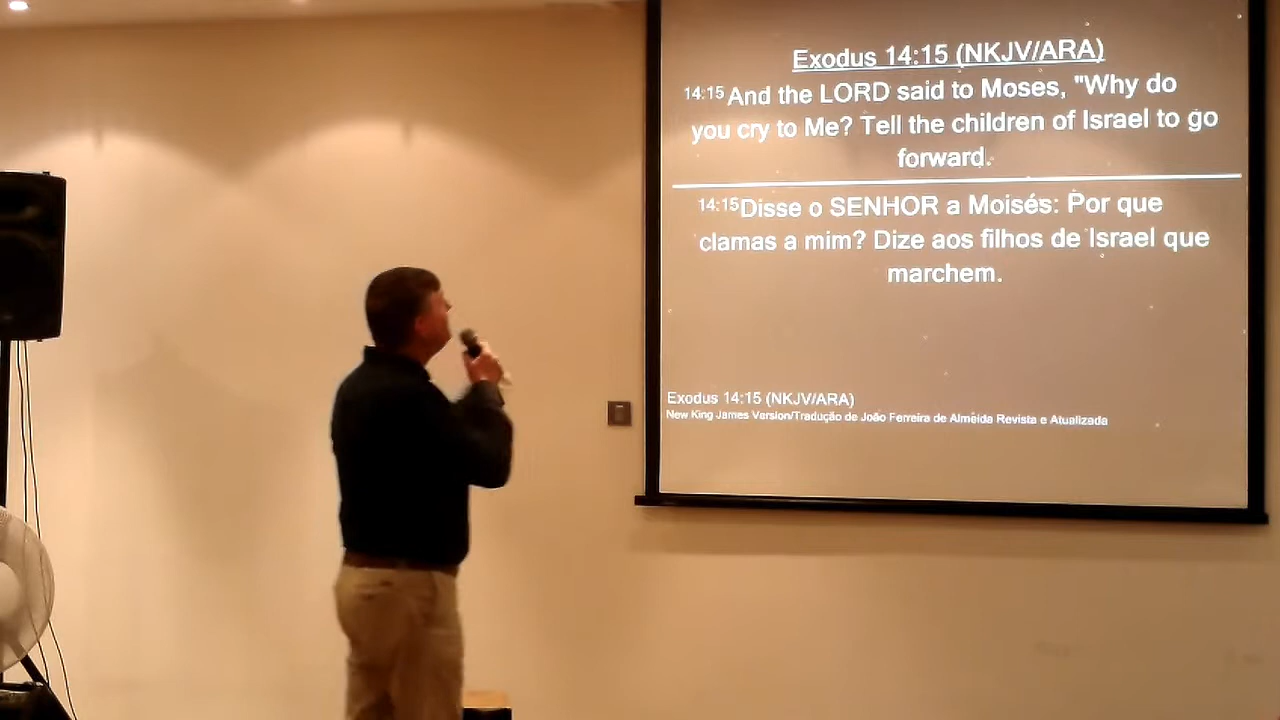 Exodus 14:15 (NKJV/ARA)
14:15 And the LORD said to Moses, "Why do
you cry to Me? Tell the children of Israel to go
forward.
14:15 Disse o SENHOR a Moisés: Por que
clamas a mim? Dize aos filhos de Israel que
marchem.
Exodus 14:15 (NKJV/ARA)
New King James Version/Tradução de João Ferreira de Almeida Revista e Atualizada